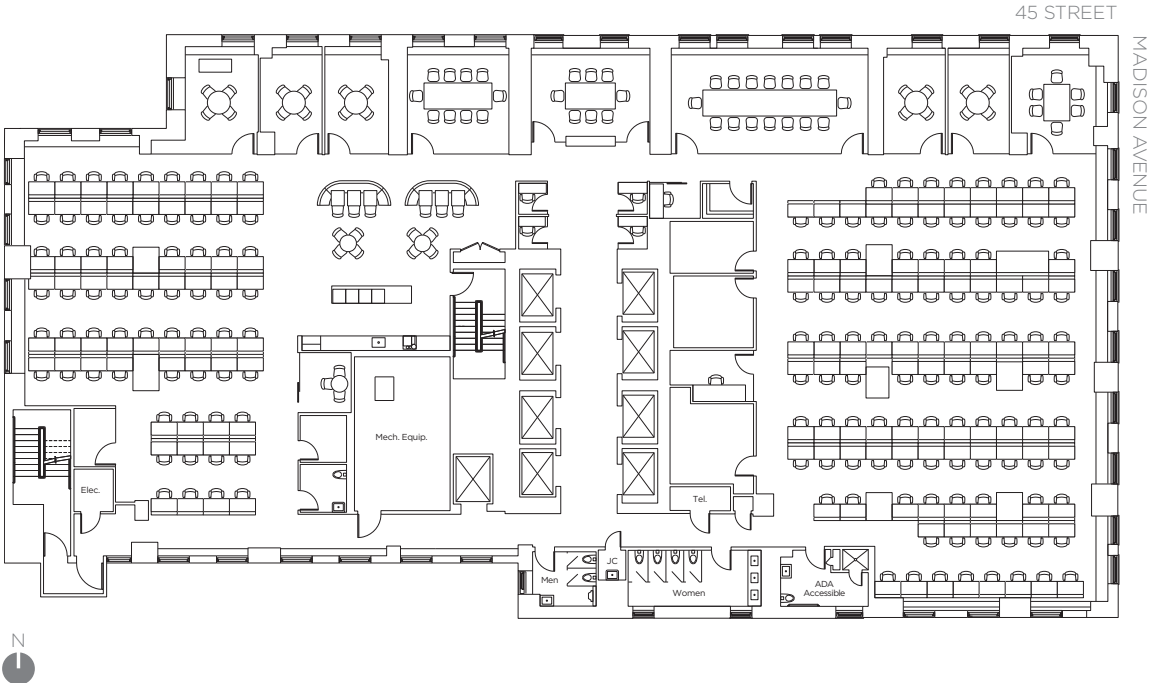 45 STREET
MADISON AVENUE
Mech. Equip.
Elec.
Tel.
JC
Men
Women
ADA
Accessible
N